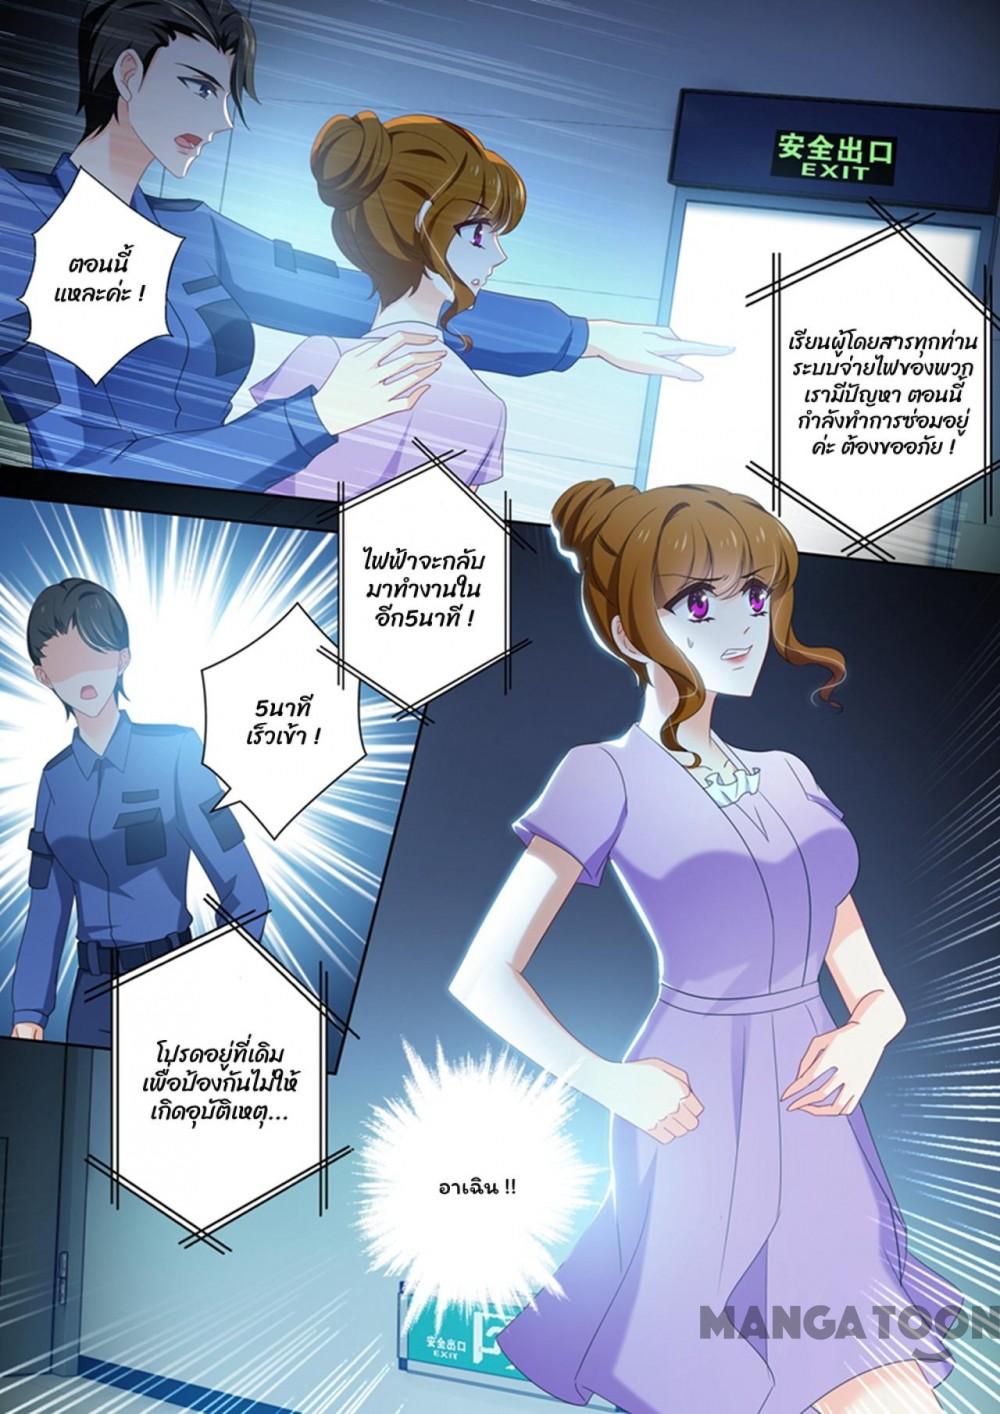 安全出口
EXIT
ตอนนี้
แหละค่ะ !
เรียนผู้โดยสารทุกท่าน
ระบบจ่ายไฟของพวก
เรามีปัญหา ตอนนี้
กำลังทำการซ่อมอยู่
ค่ะ ต้องขออภัย !
ไฟฟ้าจะกลับ
มาทำงานใน
อีก5นาที !
5นาที
เร็วเข้า !
โปรดอยู่ที่เดิม
เพื่อป้องกันไม่ให้
เกิดอุบัติเหตุ...
อาเฉิน !!
安全出口
EXIT
MANGATOON